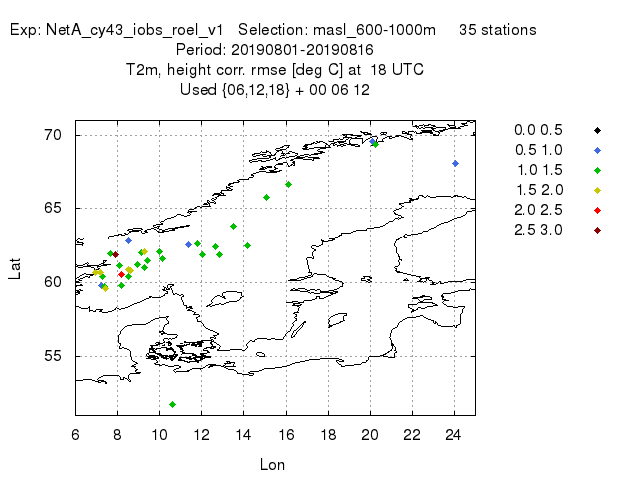 Exp: NetA_cy43_iobs_roel_v1 Selection: masl_600-1000m 35 stations
Period: 20190801-20190816
T2m, height corr. rmse [deg C] at 18 UTC
Used {06,12,18} + 00 06 12
70
65
60
55
Lat
6 8 10 12 14 16 18 20 22 24
Lon
0.0 0.5
0.5 1.0
1.0 1.5
1.5 2.0
2.0 2.5
2.5 3.0